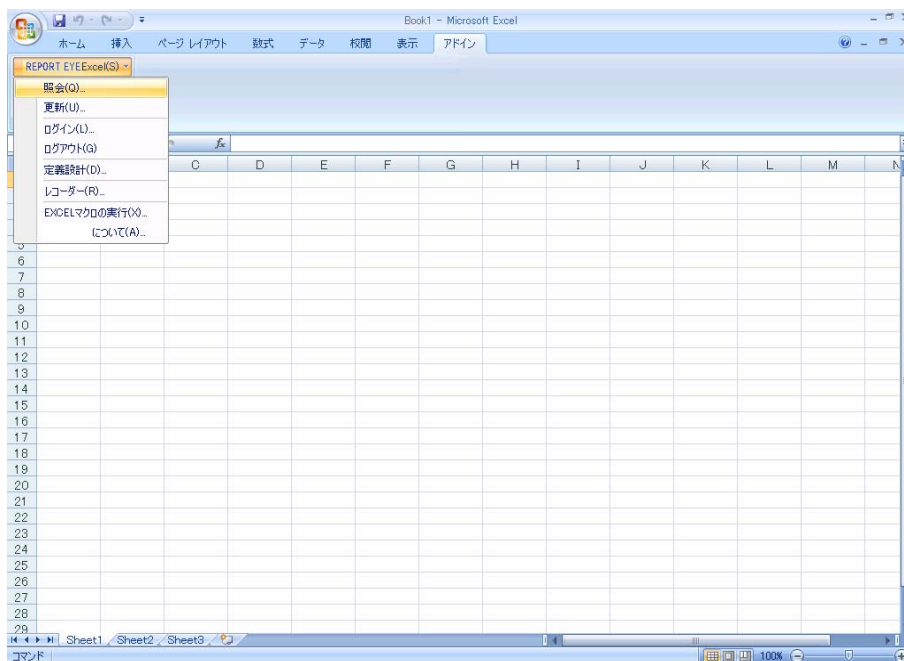 Book1 - Microsoft Excel
ホーム 挿入 ページ レイアウト 数式 データ 校閲 表示 アドイン
REPORT EYEExcel(S)
照会(Q)...
更新(U)...
ログイン(L)...
ログアウト(G)
定義設計(D)...
レコーダー(R)...
EXCELマクロの実行(X)...
について(A)...
fx
C D E F G H I J K L M N
5
6
7
8
9
10
11
12
13
14
15
16
17
18
19
20
21
22
23
24
25
26
27
28
29
Sheet1 Sheet2 Sheet3
コマンド 100%